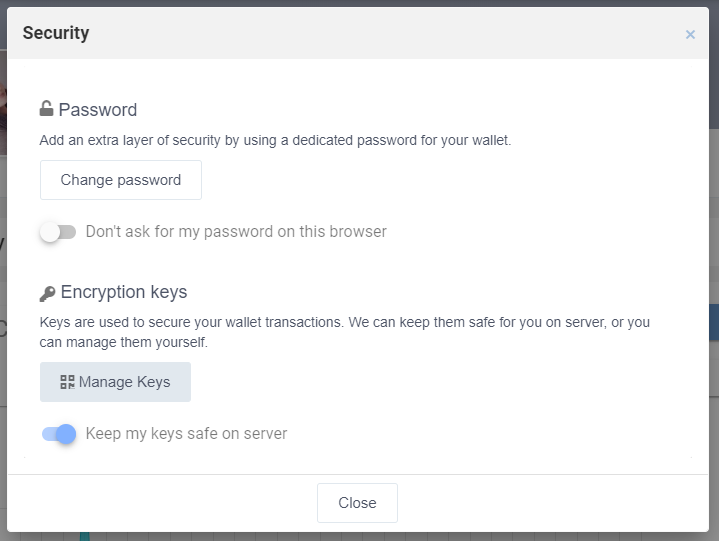 Security
×
Password
Add an extra layer of security by using a dedicated password for your wallet.
Change password
Don't ask for my password on this browser
Encryption keys
Keys are used to secure your wallet transactions. We can keep them safe for you on server, or you
can manage them yourself.
Manage Keys
Keep my keys safe on server
Close